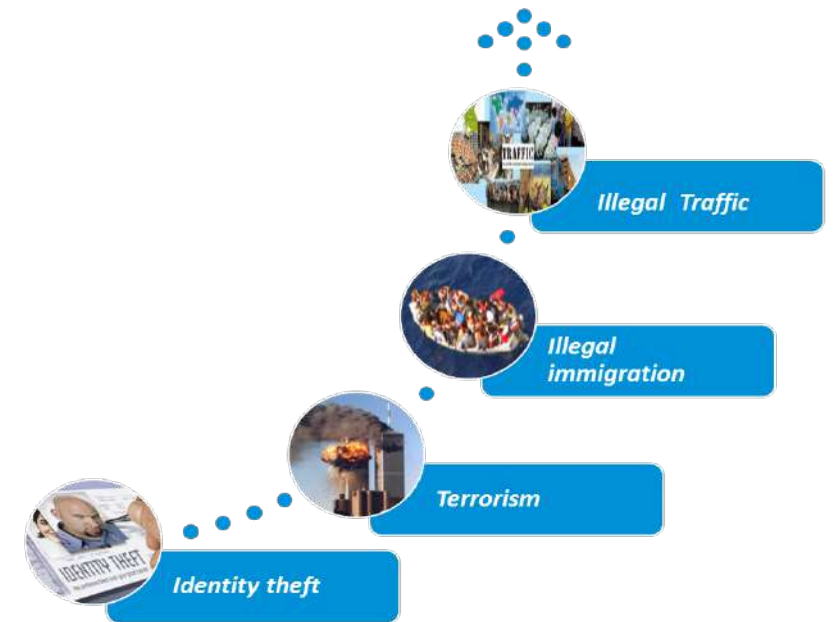 TRAFFIC
Illegal Traffic
Illegal
immigration
Terrorism
IDENTITY THEFT
Identity theft